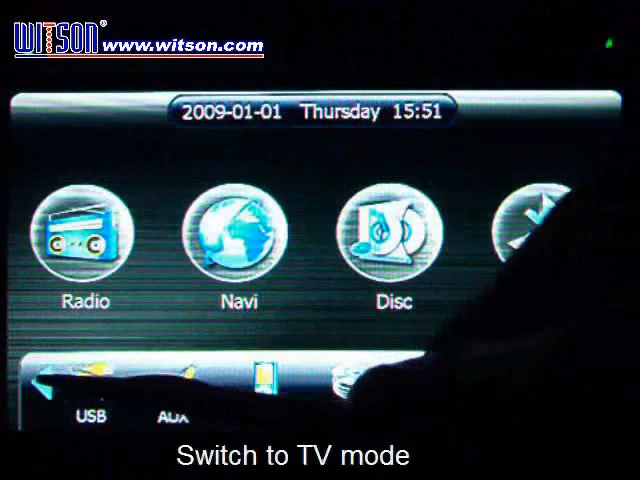 WITSON® www.witson.com
2009-01-01 Thursday 15:51
Radio Navi Disc
USB AUX
Switch to TV mode